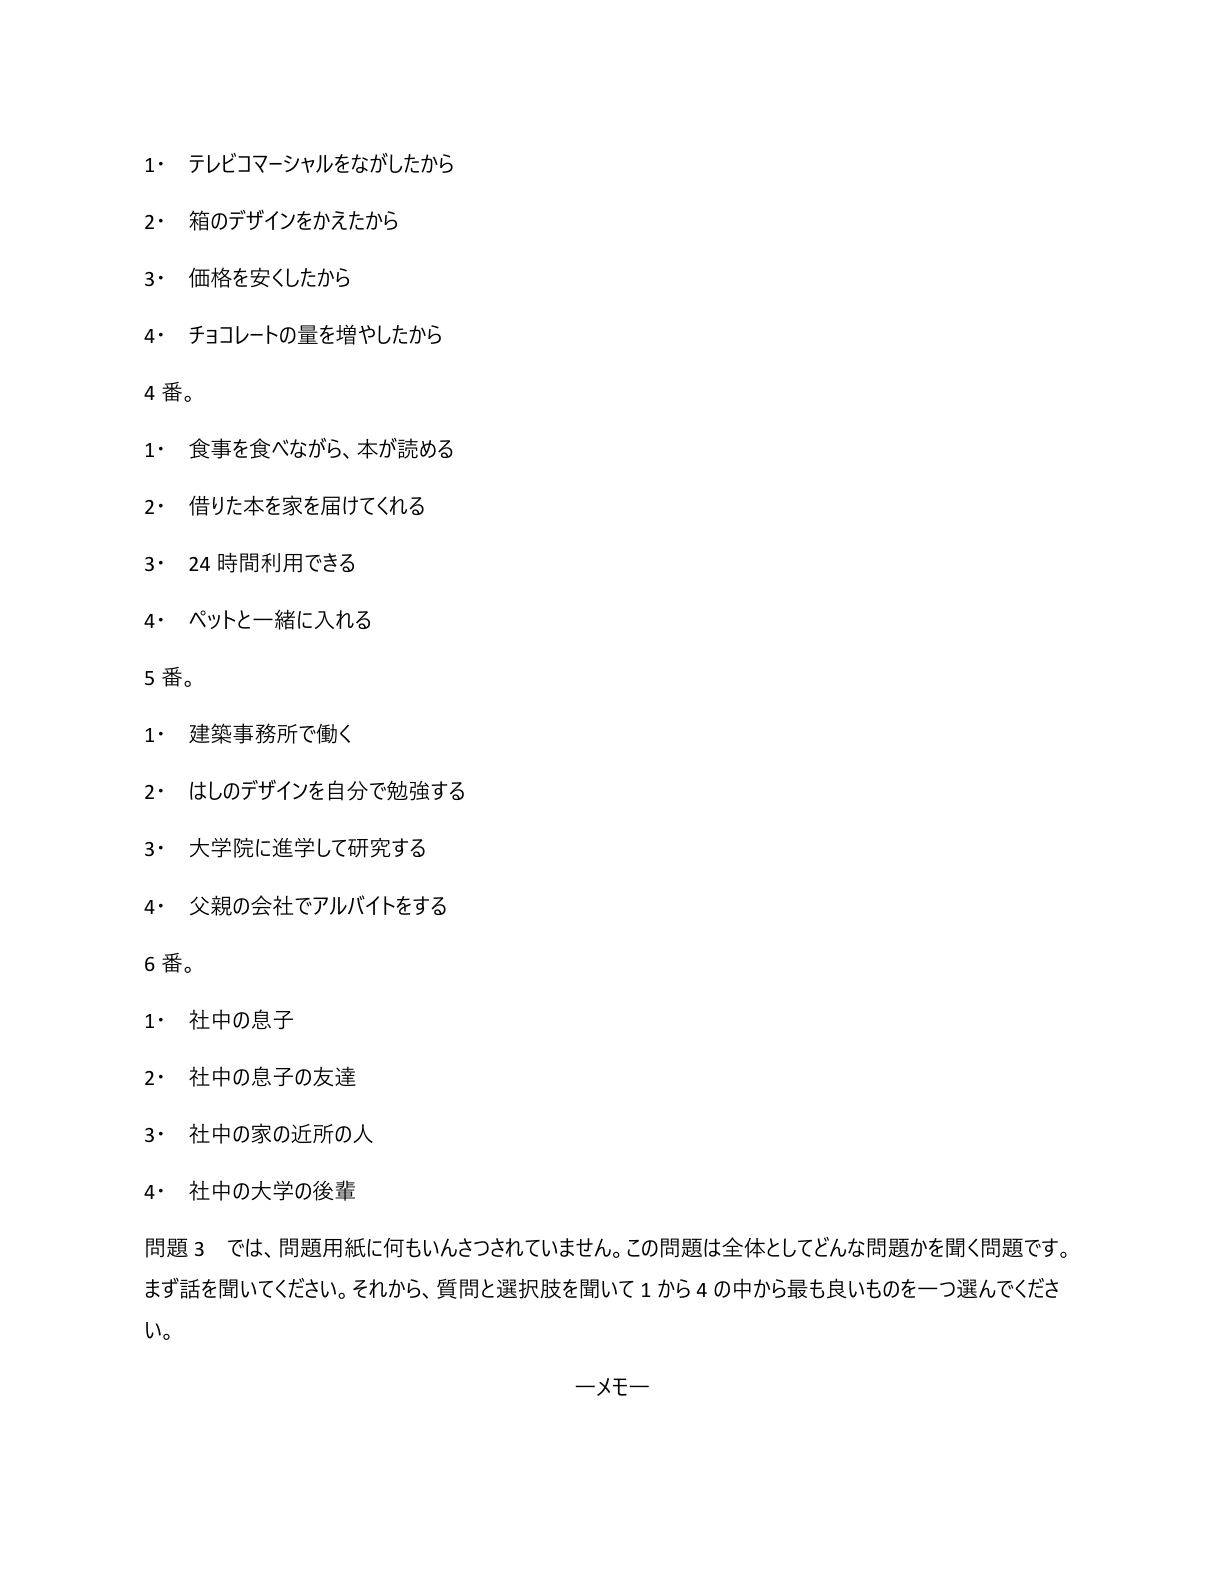 1・ テレビコマーシャルをながしたから
2・ 箱のデザインをかえたから
3・ 価格を安くしたから
4・ チョコレートの量を増やしたから
4 番。
1・ 食事を食べながら、本が読める
2・ 借りた本を家を届けてくれる
3・ 24 時間利用できる
4・ ペットと一緒に入れる
5 番。
1・ 建築事務所で働く
2・ はしのデザインを自分で勉強する
3・ 大学院に進学して研究する
4・ 父親の会社でアルバイトをする
6 番。
1・ 社中の息子
2・ 社中の息子の友達
3・ 社中の家の近所の人
4・ 社中の大学の後輩
問題 3　では、問題用紙に何もいんさつされていません。この問題は全体としてどんな問題かを聞く問題です。
まず話を聞いてください。それから、質問と選択肢を聞いて 1 から 4 の中から最も良いものを一つ選んでくださ
い。
―メモ―